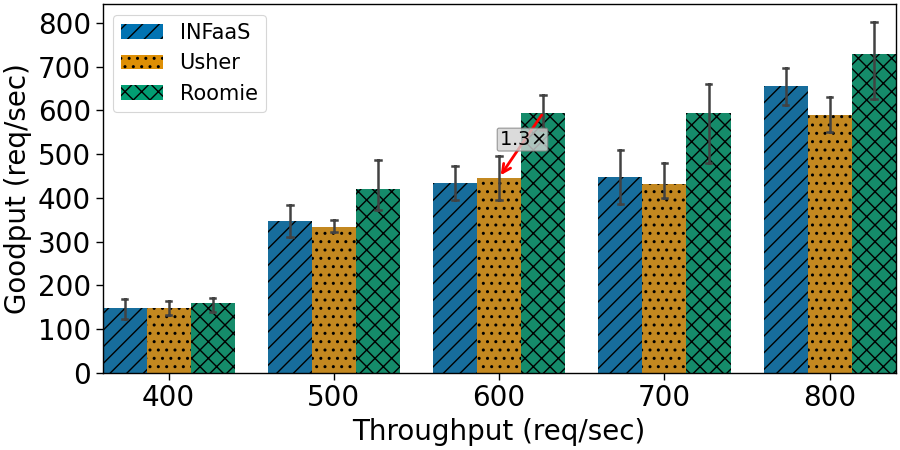 Goodput (req/sec)
800
700
600
500
400
300
200
100
0
INFaaS
Usher
Roomie
1.3×
400 500 600 700 800
Throughput (req/sec)